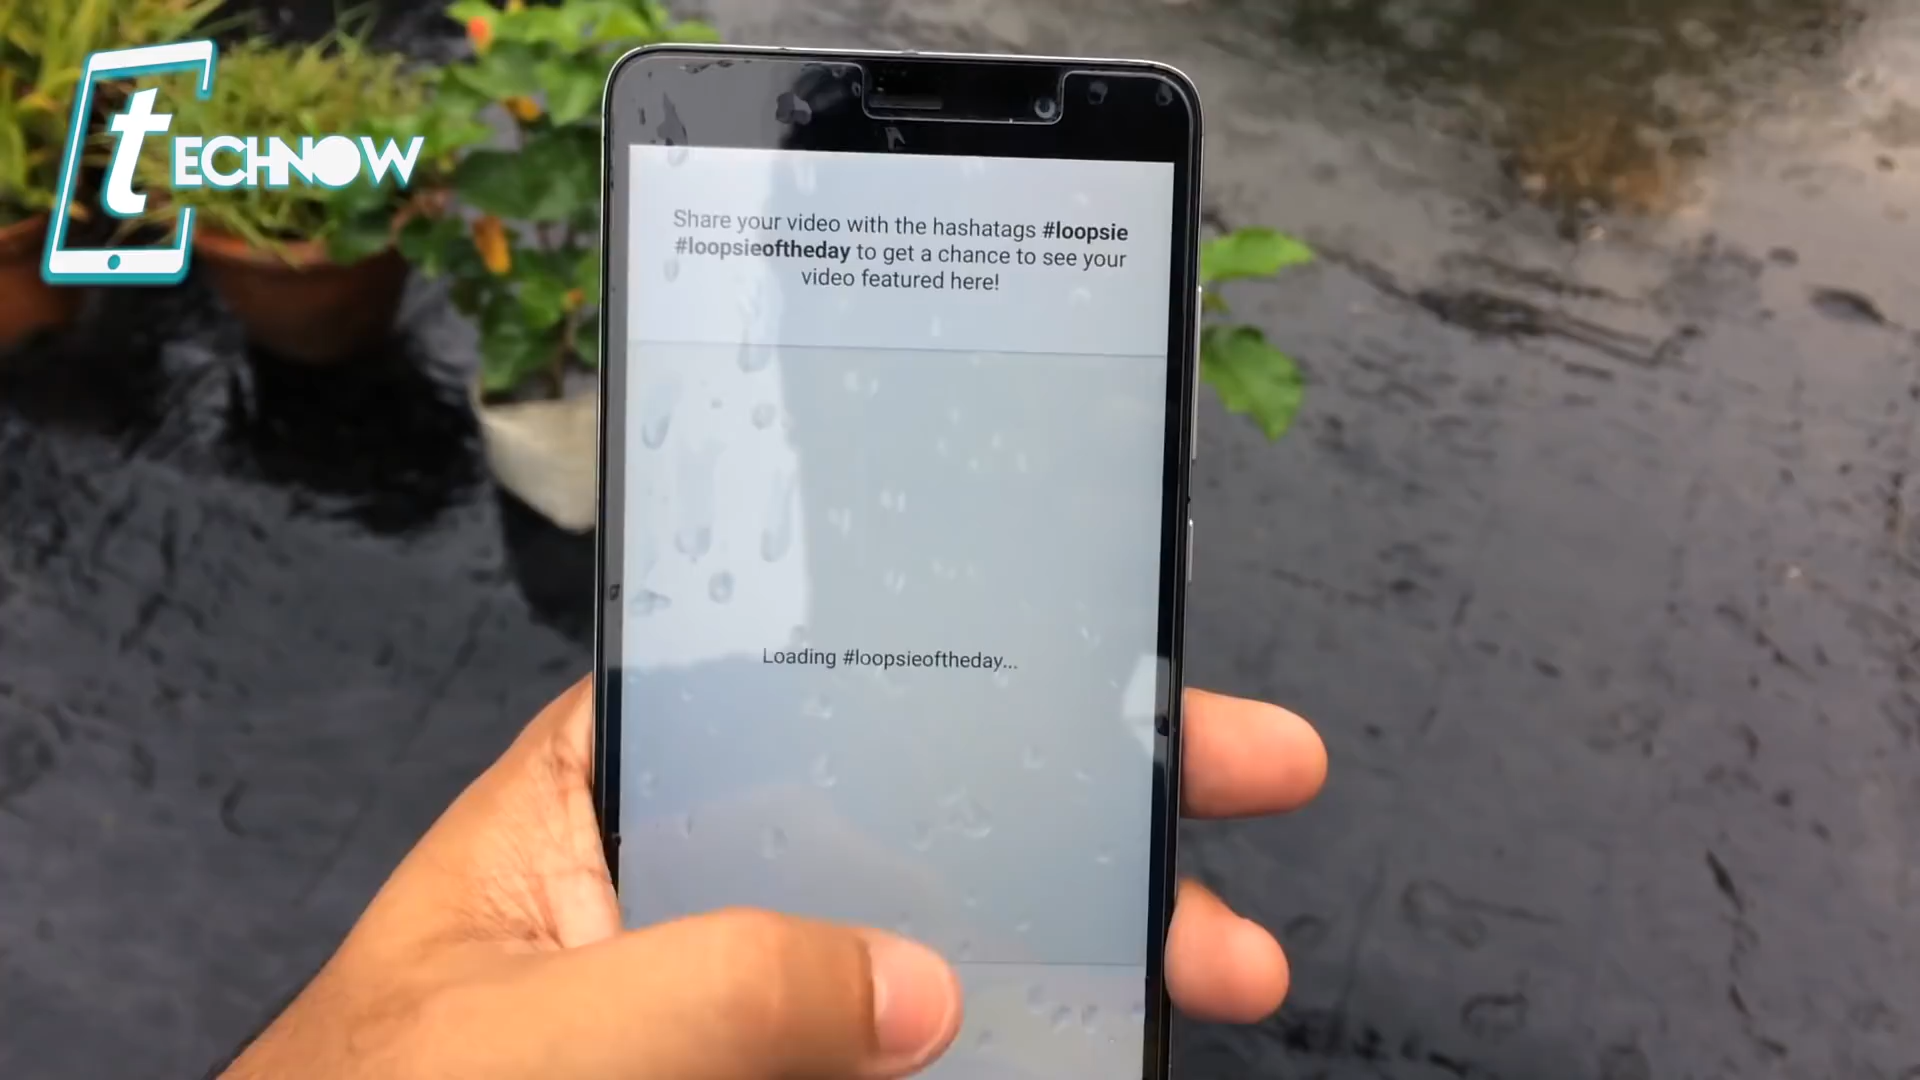 tECHNOW
Share your video with the hashatags #loopsie
#loopsieoftheday to get a chance to see your
video featured here!
Loading #loopsieoftheday...